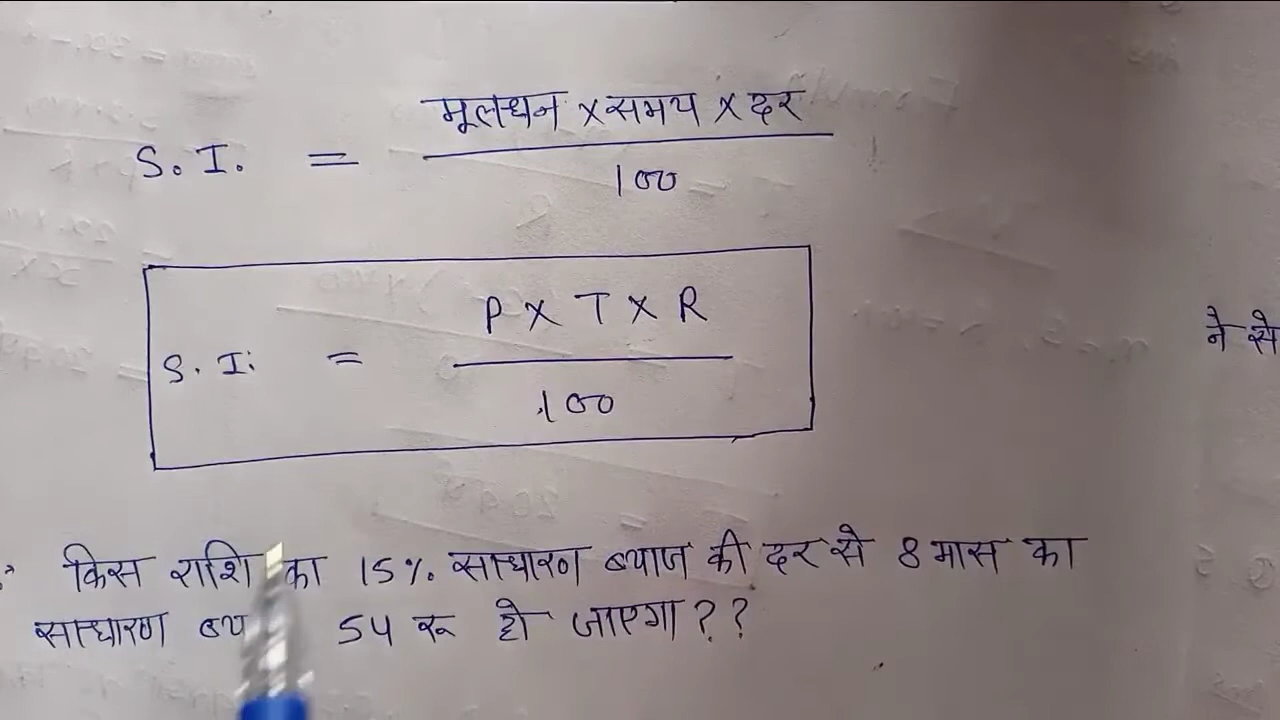 मूलधन × समय × दर
S. I. =
100
P × T × R
S. I. =
100
ने से
किस राशि का 15% साधारण ब्याज की दर से 8 मास का
साधारण 54 रू हो जाएगा??